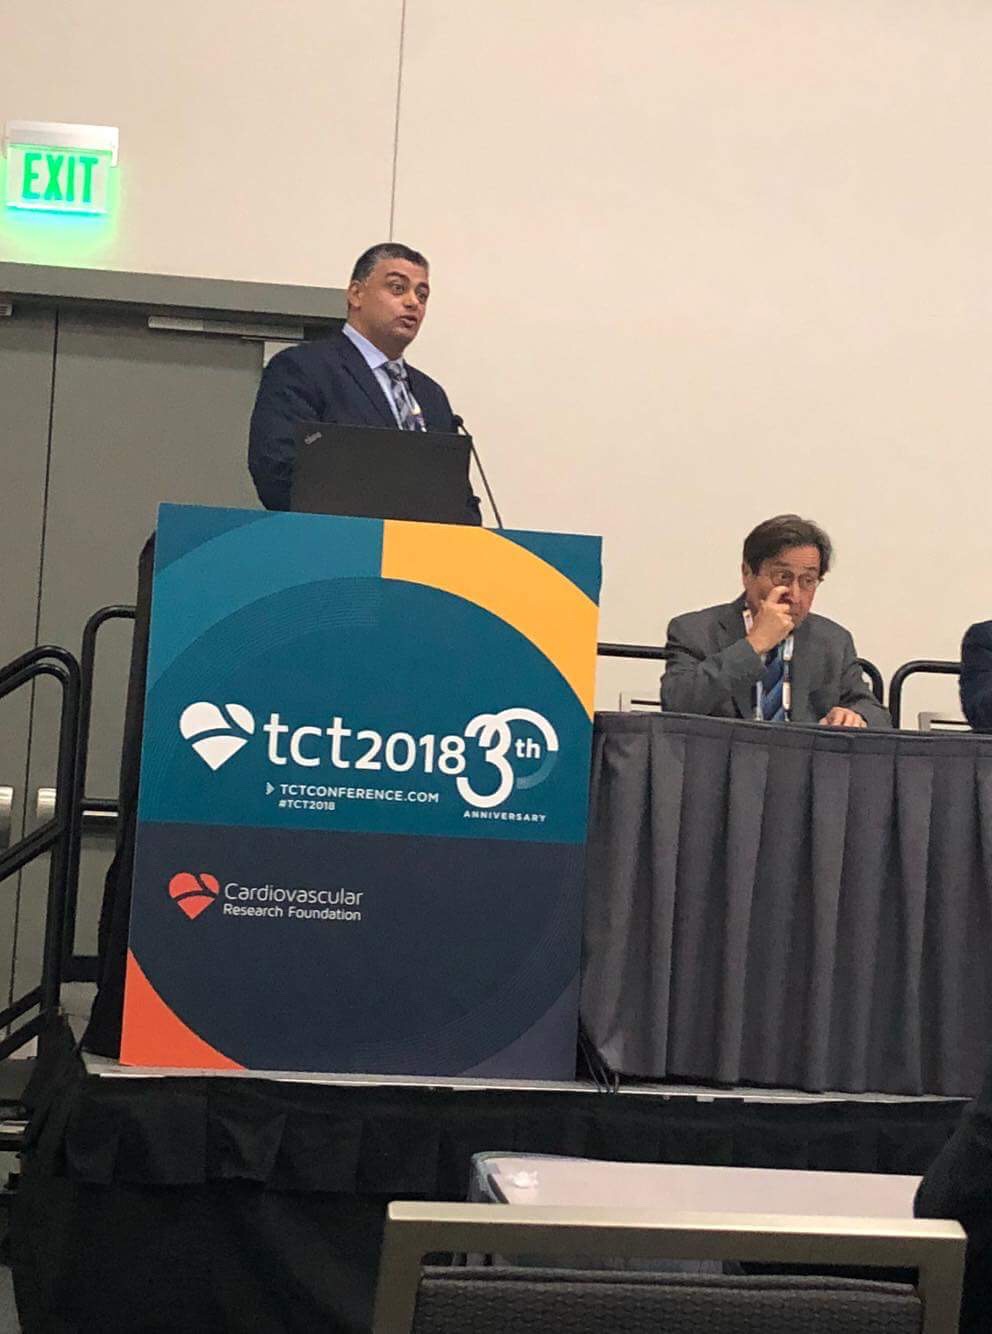 EXIT
tct2018 30th
TCTCONFERENCE.COM
#TCT2018
ANNIVERSARY
Cardiovascular
Research Foundation